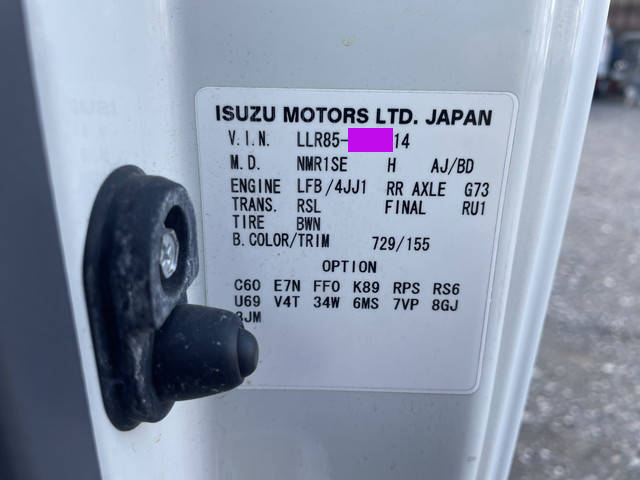 ISUZU MOTORS LTD. JAPAN
V.I.N. LLR85- 14
M.D. NMR1SE H AJ/BD
ENGINE LFB/4JJ1 RR AXLE G73
TRANS. RSL FINAL RU1
TIRE BWN
B.COLOR/TRIM 729/155
OPTION
C60 E7N FF0 K89 RPS RS6
U69 V4T 34W 6MS 7VP 8GJ